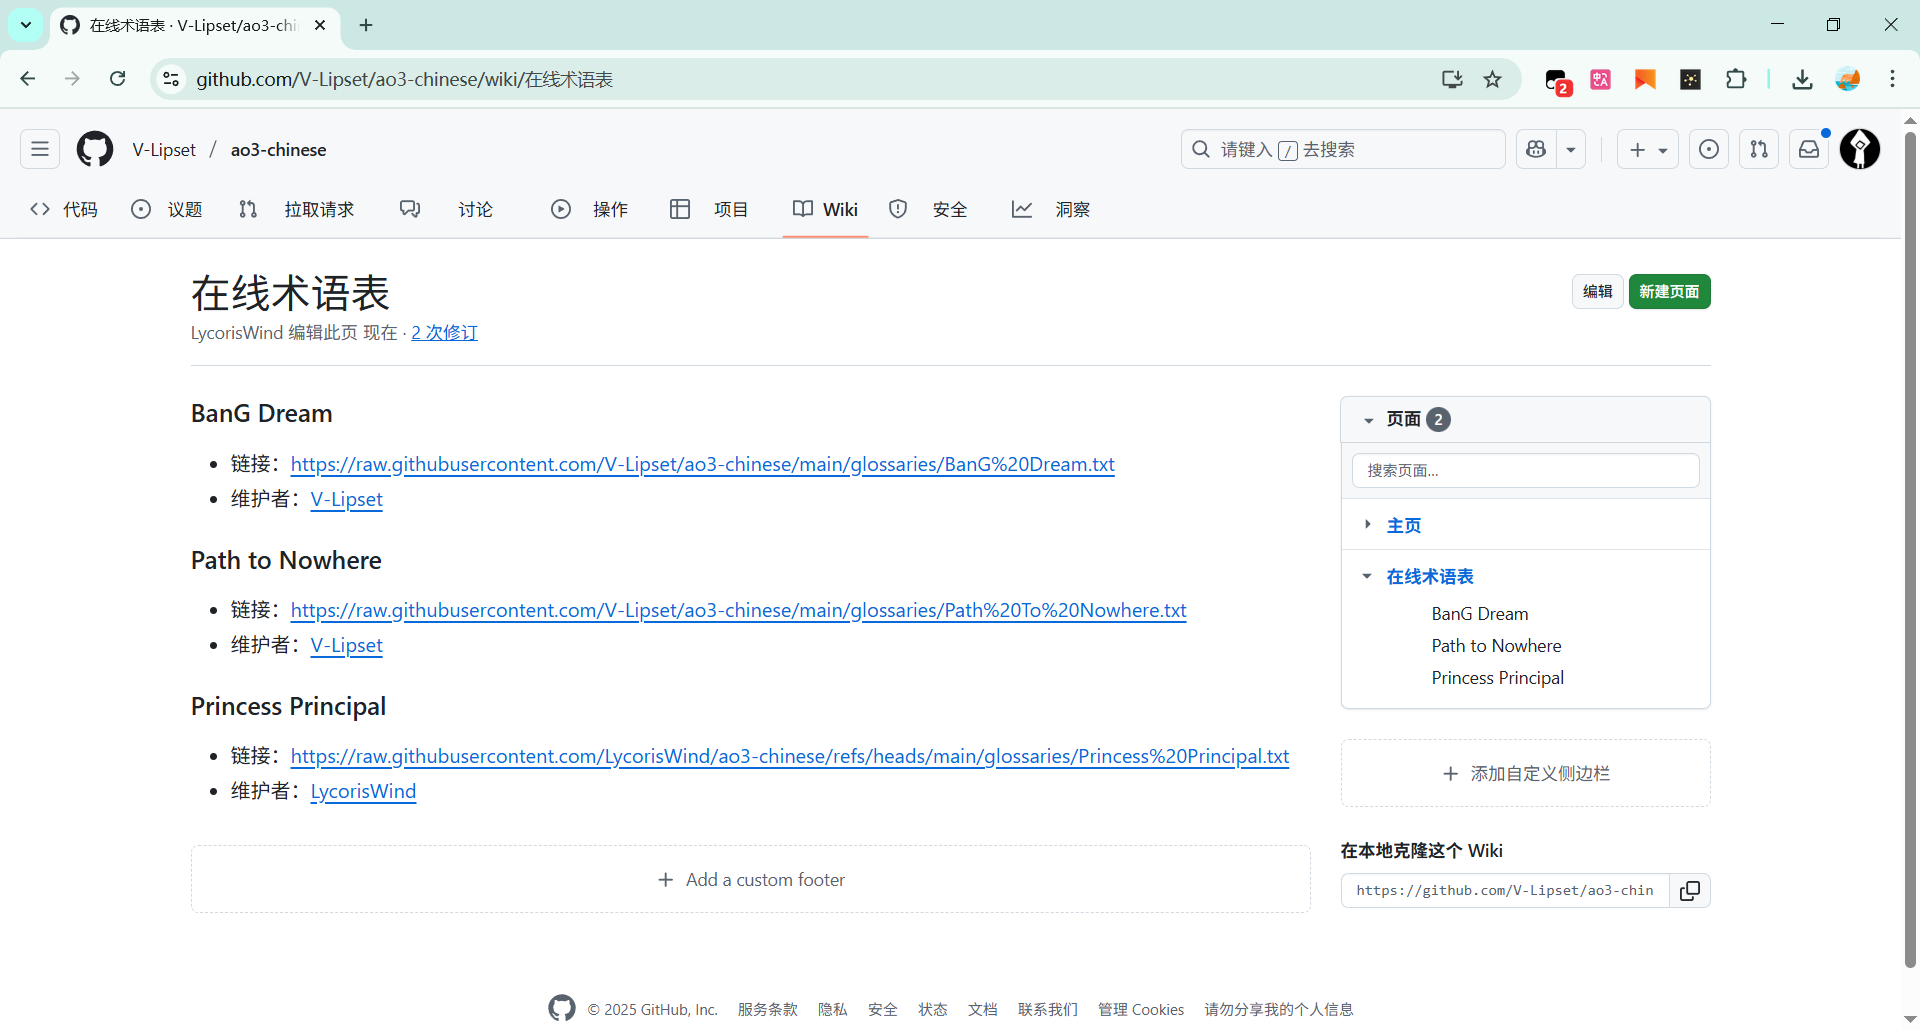 在线术语表 · V-Lipset/ao3-chi
github.com/V-Lipset/ao3-chinese/wiki/在线术语表
2
V-Lipset / ao3-chinese
请键入 / 去搜索
代码
议题
拉取请求
讨论
操作
项目
Wiki
安全
洞察
在线术语表
编辑
新建页面
LycorisWind 编辑此页 现在 · 2 次修订
BanG Dream
链接：https://raw.githubusercontent.com/V-Lipset/ao3-chinese/main/glossaries/BanG%20Dream.txt
维护者：V-Lipset
Path to Nowhere
链接：https://raw.githubusercontent.com/V-Lipset/ao3-chinese/main/glossaries/Path%20To%20Nowhere.txt
维护者：V-Lipset
Princess Principal
链接：https://raw.githubusercontent.com/LycorisWind/ao3-chinese/refs/heads/main/glossaries/Princess%20Principal.txt
维护者：LycorisWind
Add a custom footer
页面 2
搜索页面...
主页
在线术语表
BanG Dream
Path to Nowhere
Princess Principal
添加自定义侧边栏
在本地克隆这个 Wiki
https://github.com/V-Lipset/ao3-chin
© 2025 GitHub, Inc.
服务条款
隐私
安全
状态
文档
联系我们
管理 Cookies
请勿分享我的个人信息